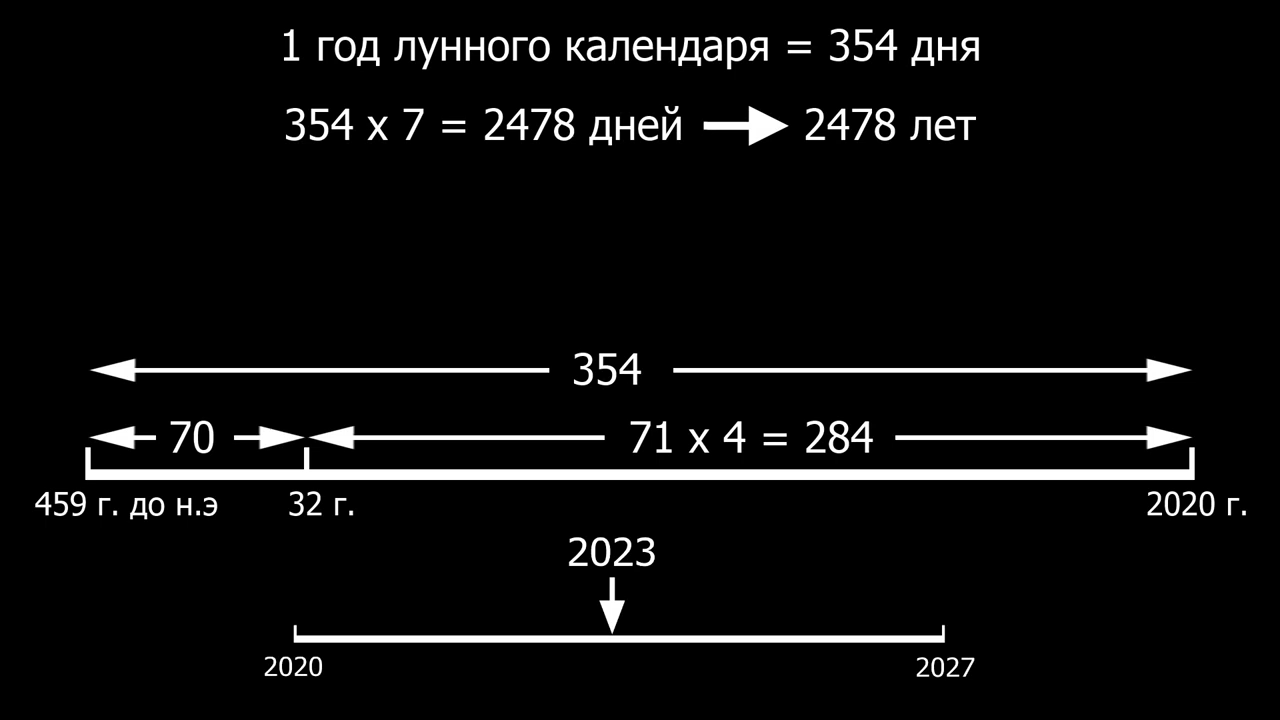 1 год лунного календаря = 354 дня
354 x 7 = 2478 дней 2478 лет
354
70 71 x 4 = 284
459 г. до н.э 32 г. 2020 г.
2023
2020 2027